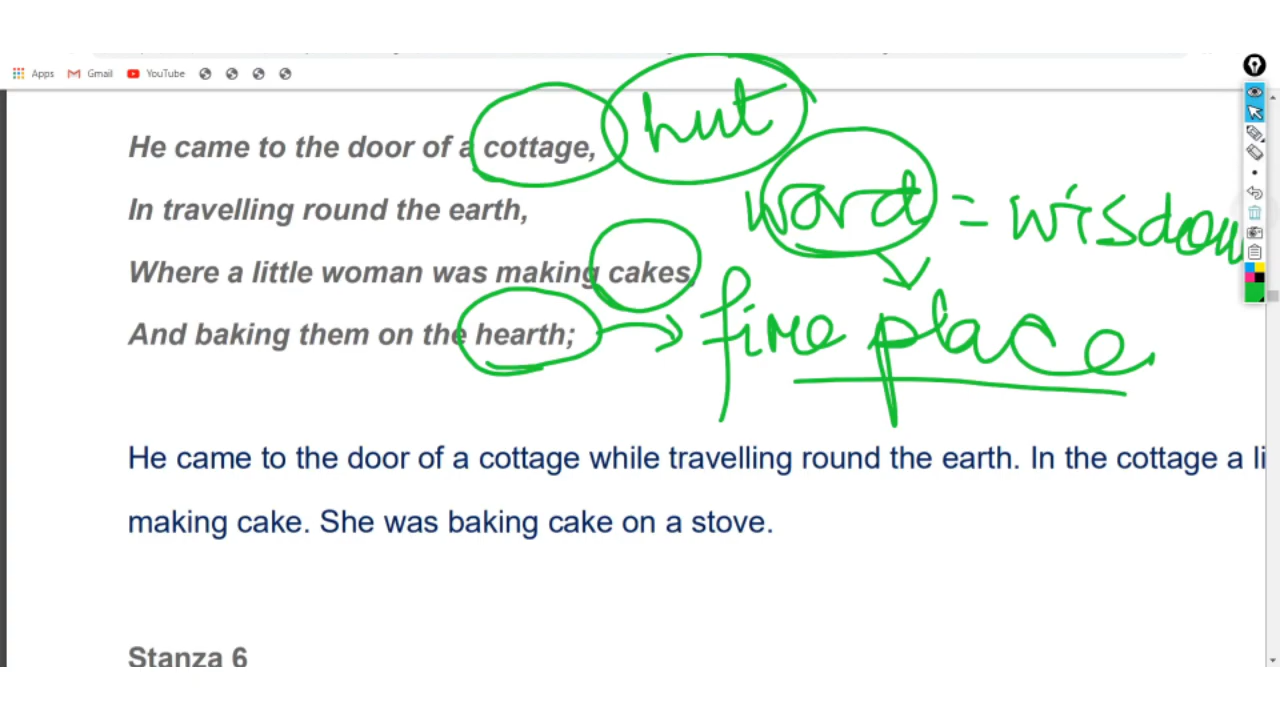 Apps Gmail YouTube
hut
He came to the door of a cottage,
word = wisdom
In travelling round the earth,
Where a little woman was making cakes,
And baking them on the hearth;
fire place
He came to the door of a cottage while travelling round the earth. In the cottage a li
making cake. She was baking cake on a stove.
Stanza 6